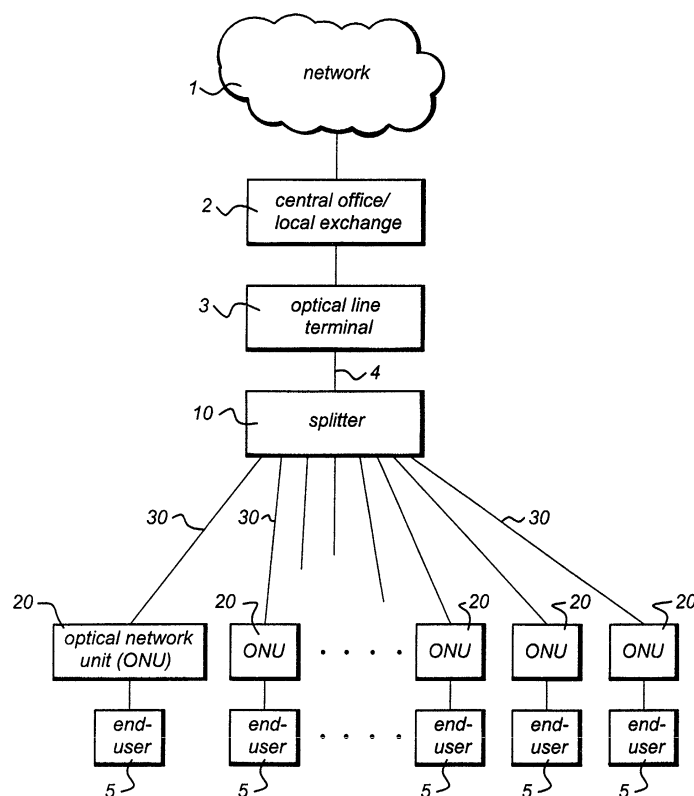 network
1
central office/
local exchange
2
optical line
terminal
3
4
splitter
10
30 30 30
20 20 20 20 20
optical network
unit (ONU)
ONU
. . . .
ONU
ONU
ONU
end-
user
end-
user
. . . .
end-
user
end-
user
end-
user
5 5 5 5 5